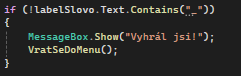 if (!labelSlovo.Text.Contains("_"))
{
MessageBox.Show("Vyhrál jsi!");
VratSeDoMenu();
}